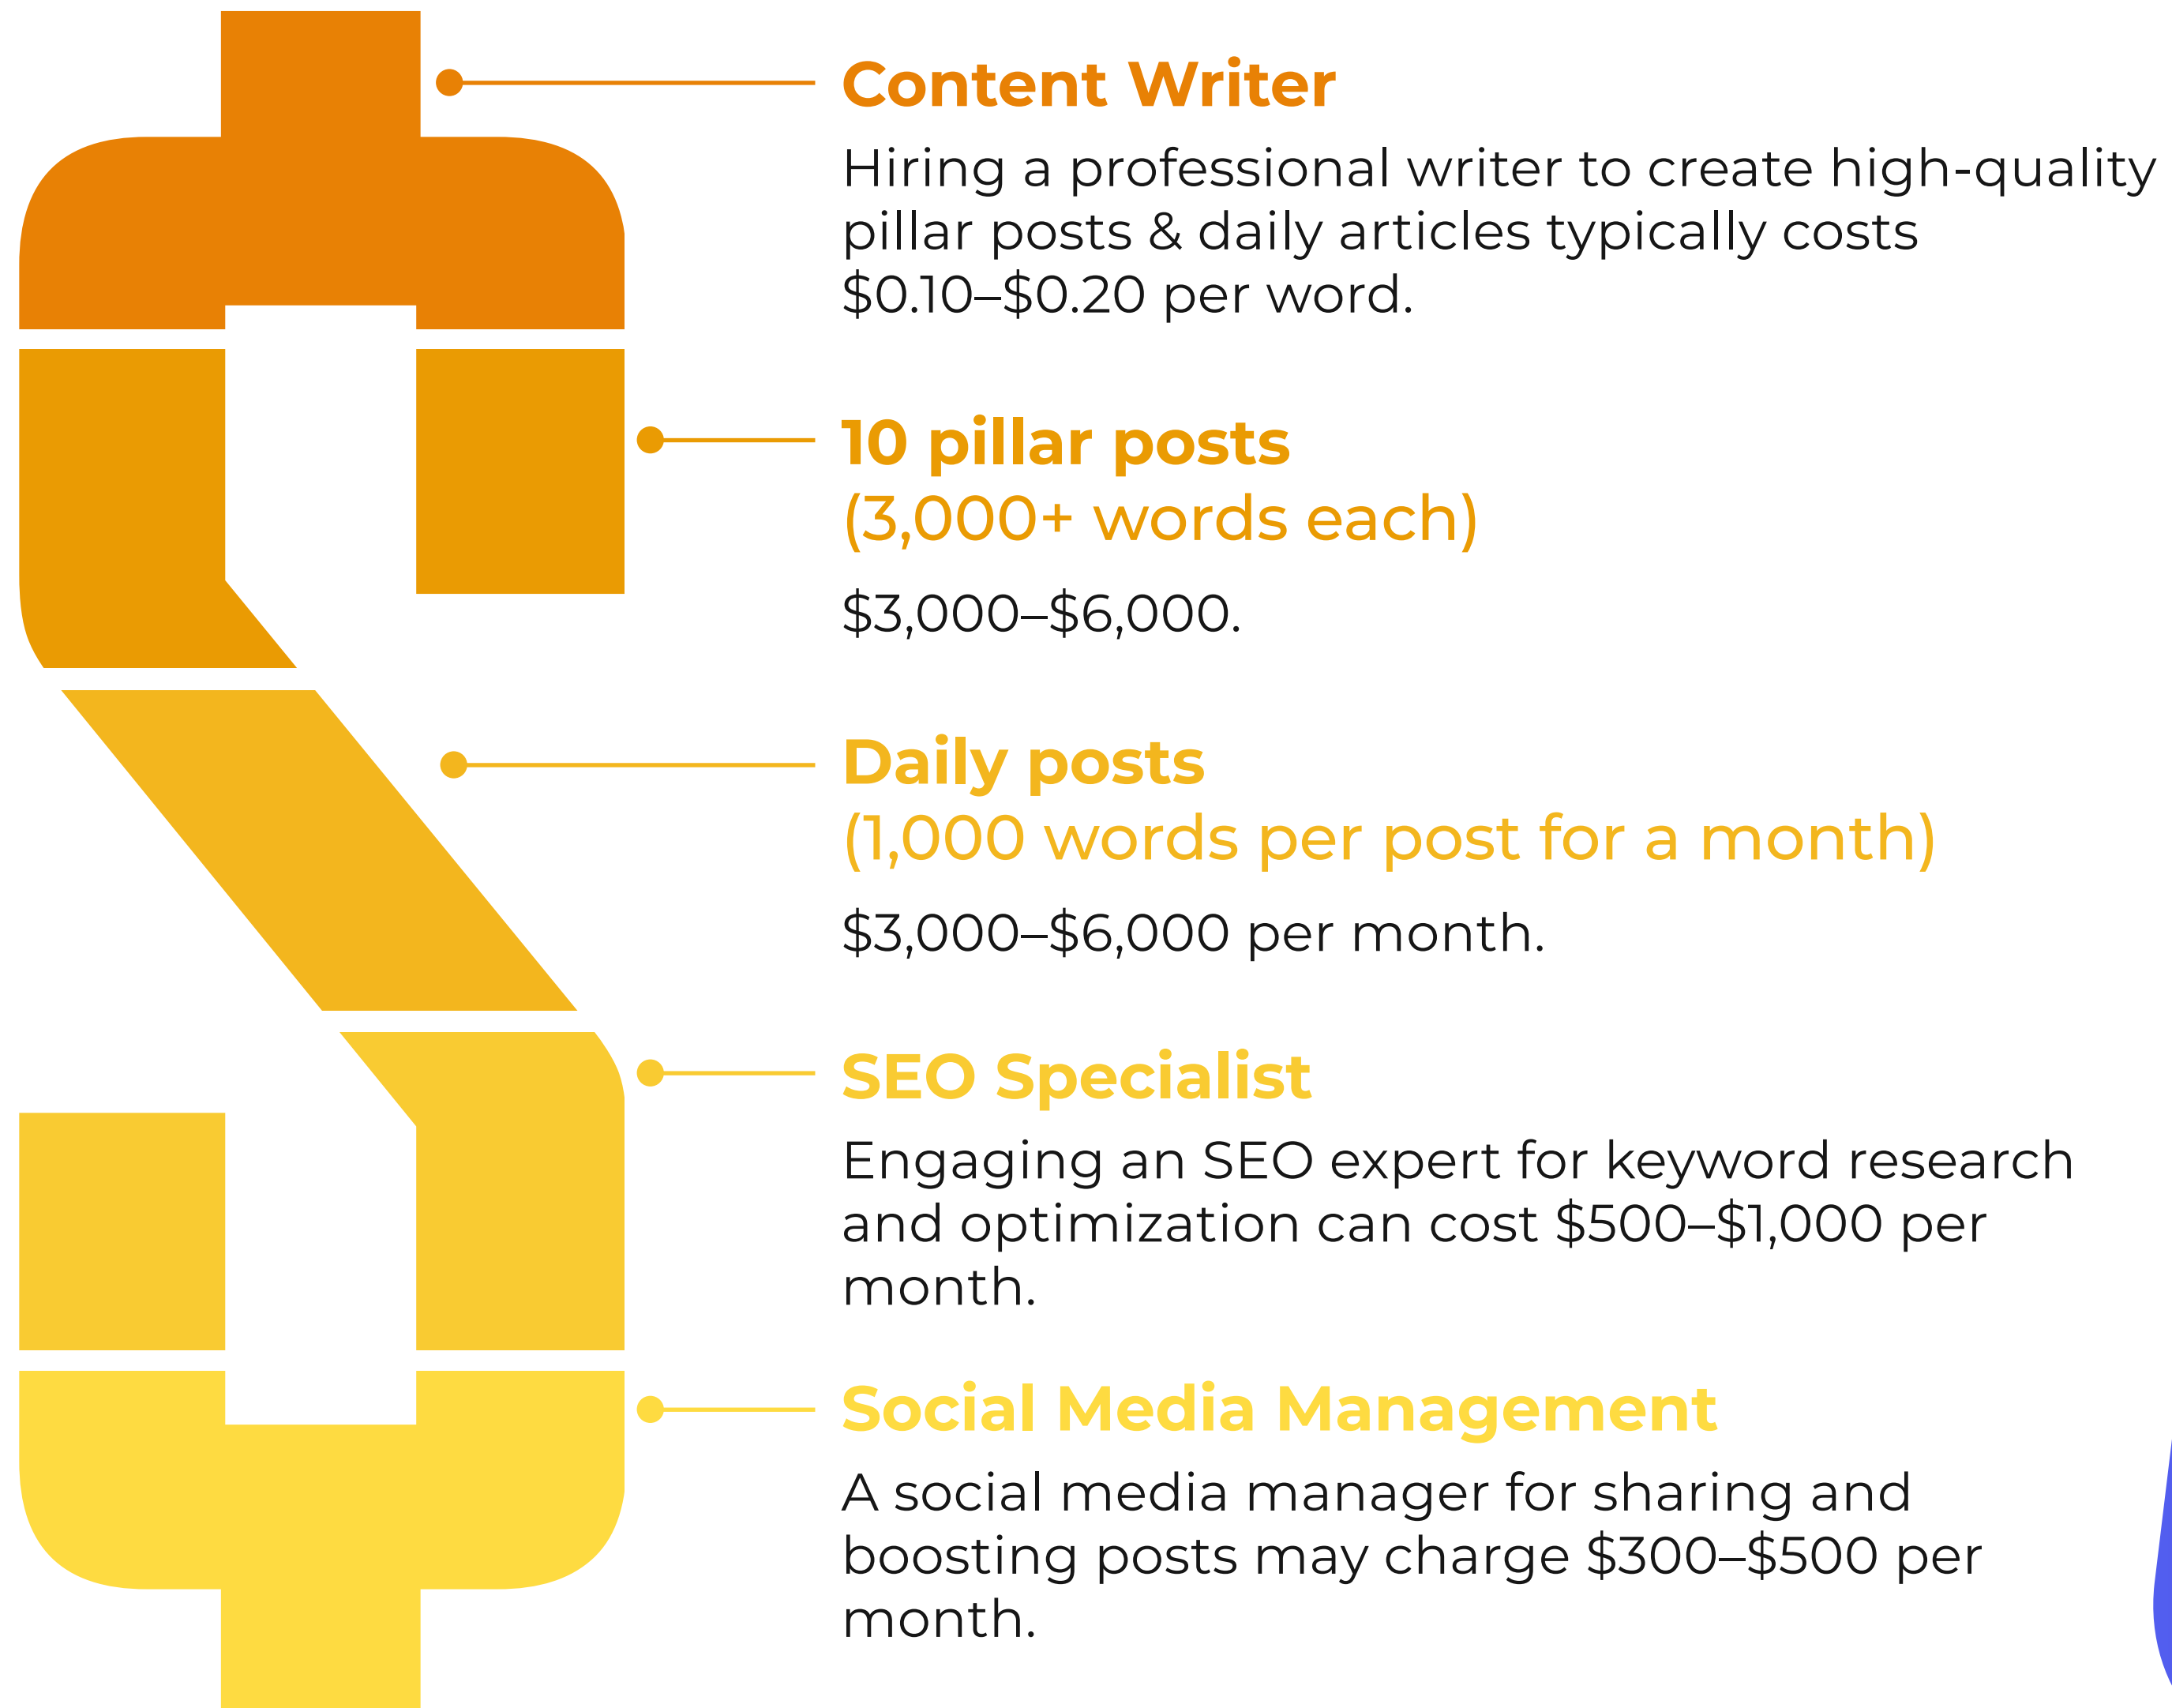 Content Writer
Hiring a professional writer to create high-quality
pillar posts & daily articles typically costs
$0.10–$0.20 per word.
10 pillar posts
(3,000+ words each)
$3,000–$6,000.
Daily posts
(1,000 words per post for a month)
$3,000–$6,000 per month.
SEO Specialist
Engaging an SEO expert for keyword research
and optimization can cost $500–$1,000 per
month.
Social Media Management
A social media manager for sharing and
boosting posts may charge $300–$500 per
month.